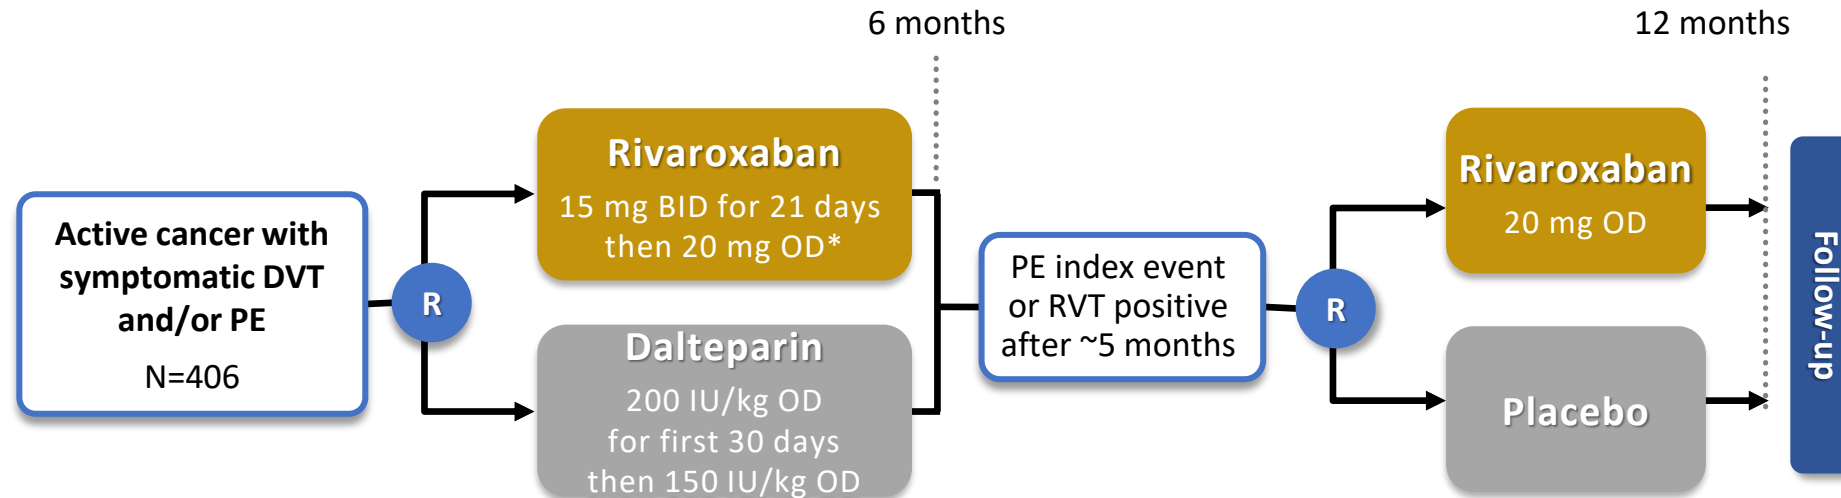 6 months
12 months
Active cancer with
symptomatic DVT
and/or PE
N=406
R
Rivaroxaban
15 mg BID for 21 days
then 20 mg OD*
Dalteparin
200 IU/kg OD
for first 30 days
then 150 IU/kg OD
PE index event
or RVT positive
after ~5 months
R
Rivaroxaban
20 mg OD
Placebo
Follow-up